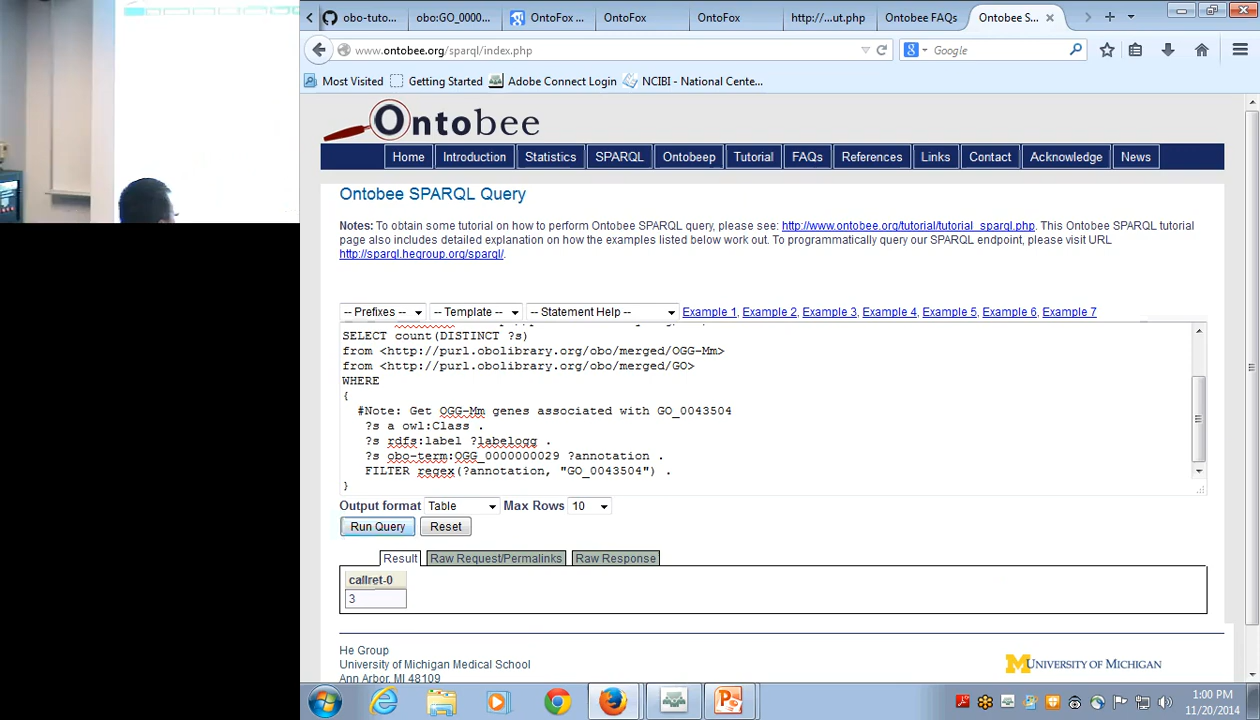 obo-tuto...
obo:GO_0000...
OntoFox ...
OntoFox
OntoFox
http://...ut.php
Ontobee FAQs
Ontobee S...
www.ontobee.org/sparql/index.php
Google
Most Visited
Getting Started
Adobe Connect Login
NCIBI - National Cente...
Ontobee
Home
Introduction
Statistics
SPARQL
Ontobeep
Tutorial
FAQs
References
Links
Contact
Acknowledge
News
Ontobee SPARQL Query
Notes: To obtain some tutorial on how to perform Ontobee SPARQL query, please see: http://www.ontobee.org/tutorial/tutorial_sparql.php. This Ontobee SPARQL tutorial
page also includes detailed explanation on how the examples listed below work out. To programmatically query our SPARQL endpoint, please visit URL
http://sparql.hegroup.org/sparql/.
-- Prefixes --
-- Template --
-- Statement Help --
Example 1, Example 2, Example 3, Example 4, Example 5, Example 6, Example 7
SELECT count(DISTINCT ?s)
from <http://purl.obolibrary.org/obo/merged/OGG-Mm>
from <http://purl.obolibrary.org/obo/merged/GO>
WHERE
{
#Note: Get OGG-Mm genes associated with GO_0043504
?s a owl:Class .
?s rdfs:label ?labelogg .
?s obo-term:OGG_0000000029 ?annotation .
FILTER regex(?annotation, "GO_0043504") .
}
Output format Table Max Rows 10
Run Query
Reset
Result
Raw Request/Permalinks
Raw Response
callret-0
3
He Group
University of Michigan Medical School
Ann Arbor, MI 48109
M UNIVERSITY OF MICHIGAN
1:00 PM
11/20/2014